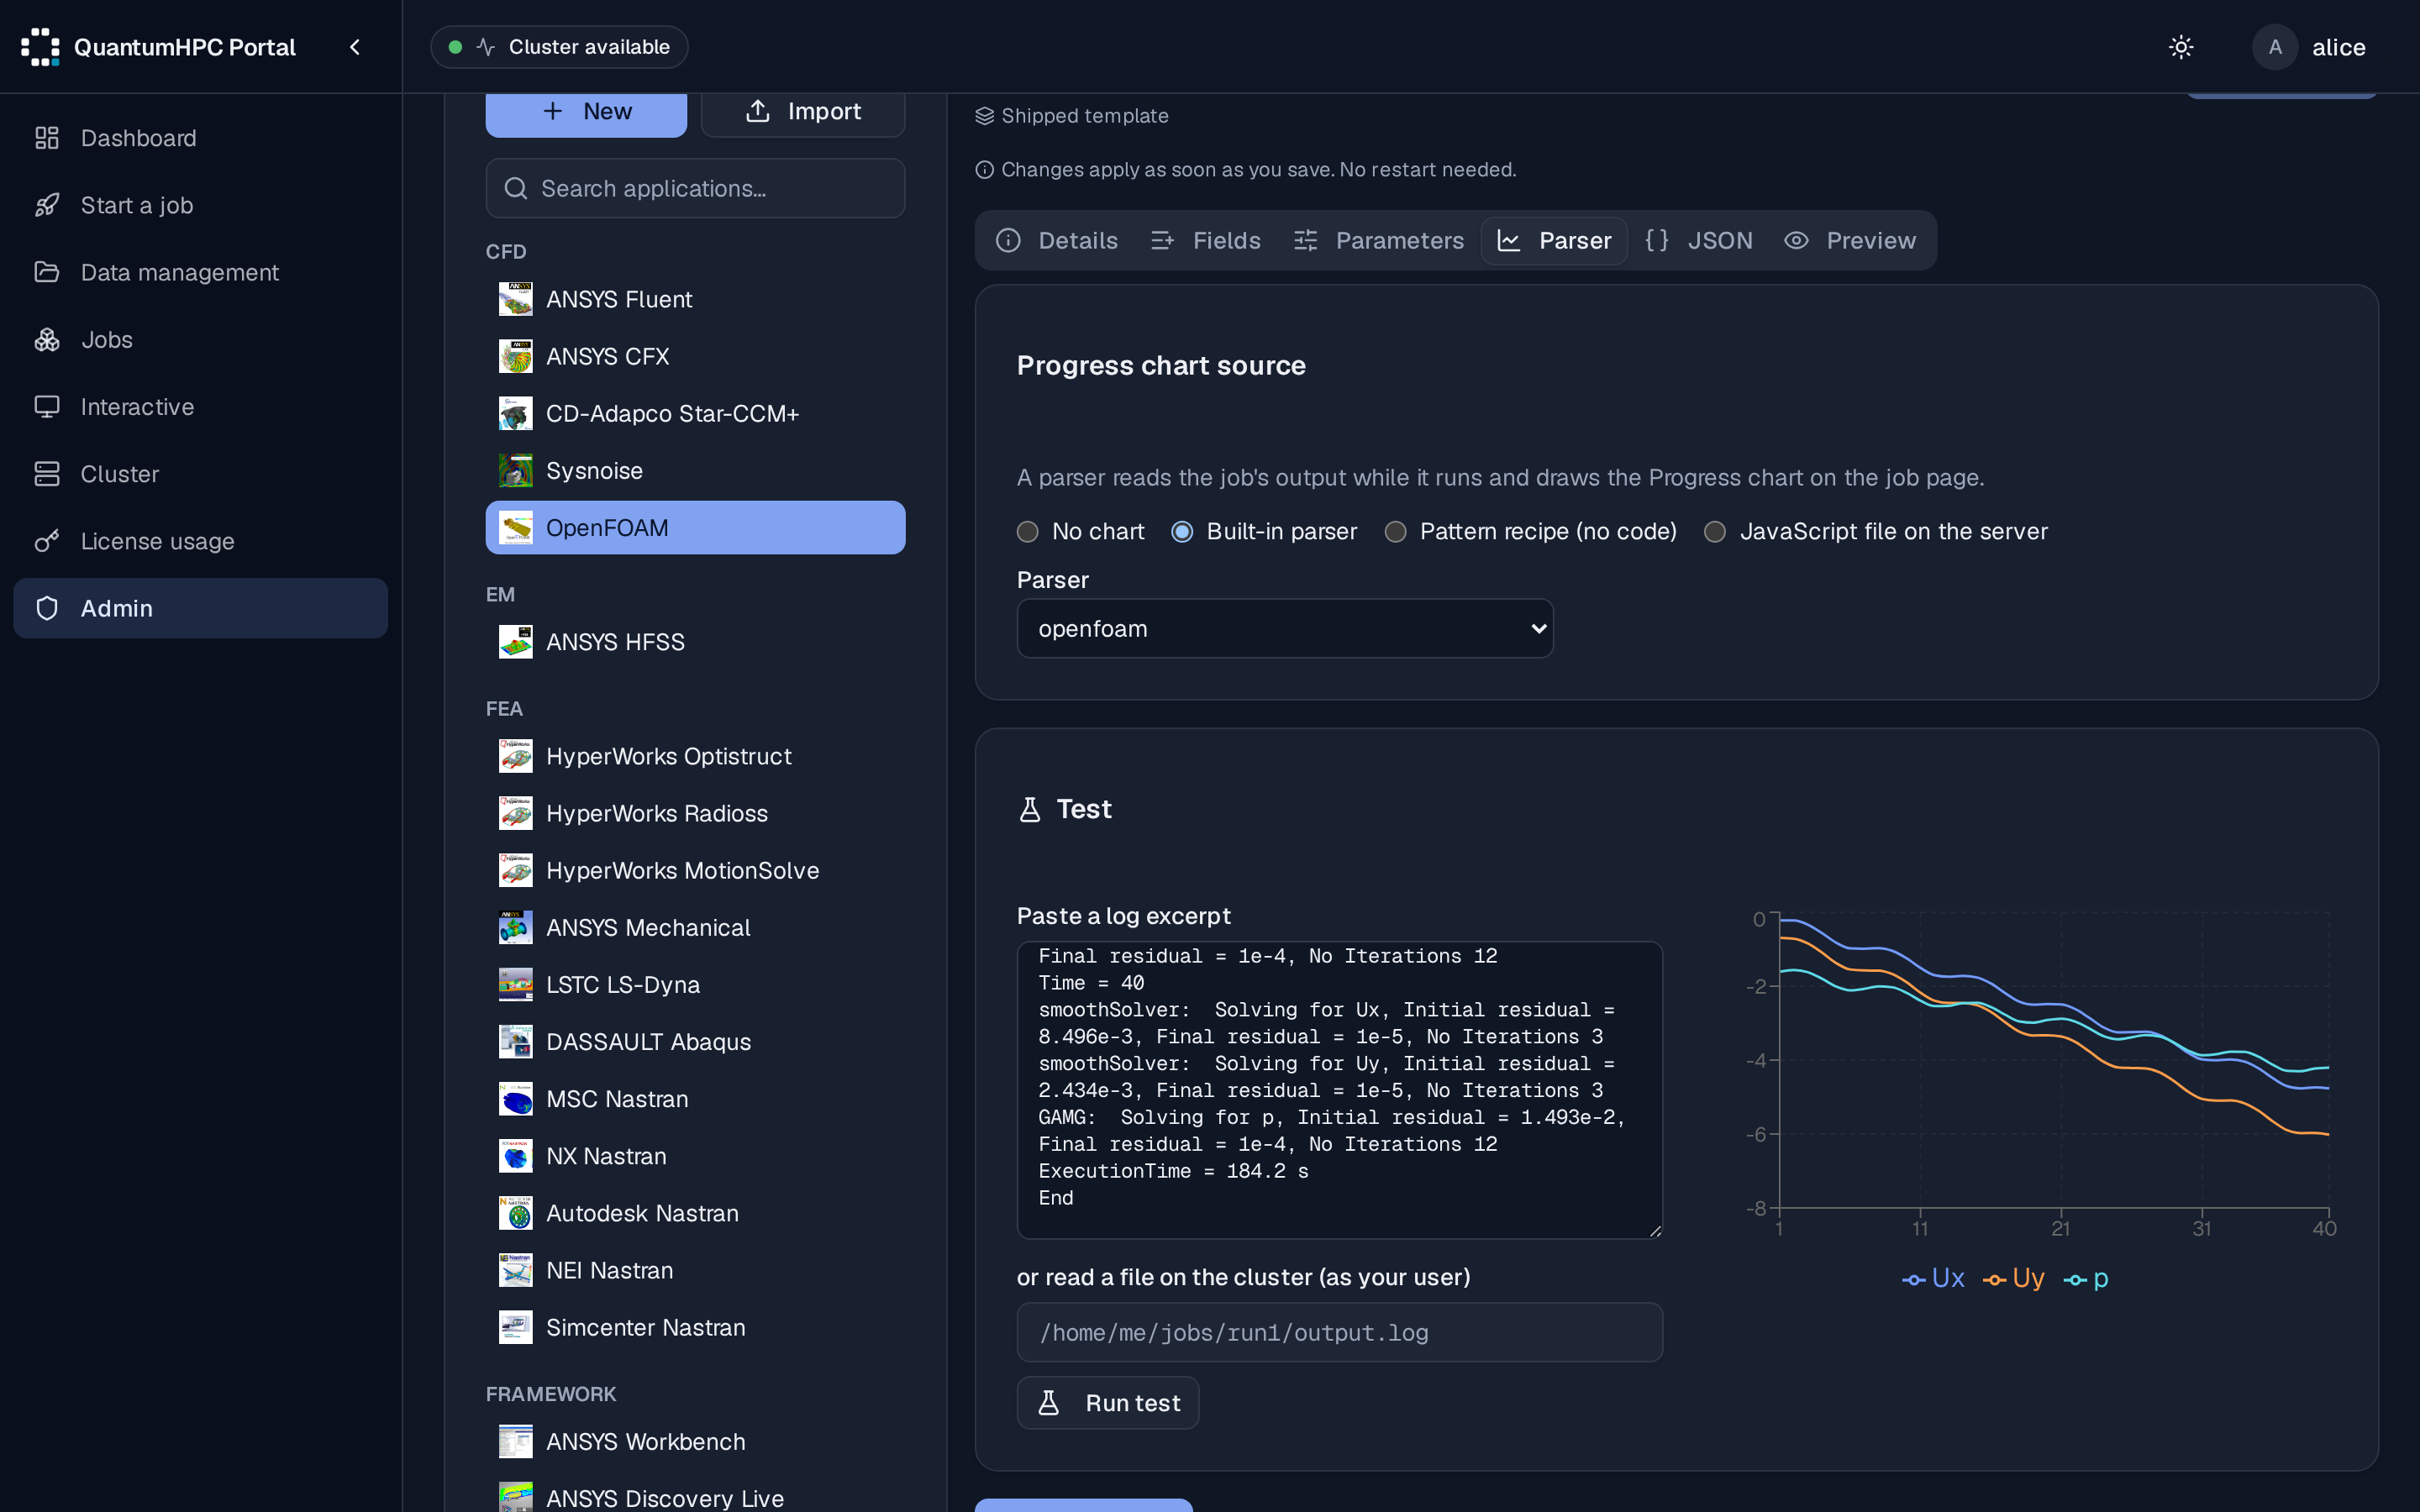 QuantumHPC Portal
Cluster available
A
alice
Dashboard
Start a job
Data management
Jobs
Interactive
Cluster
License usage
Admin
New
Import
Search applications...
CFD
ANSYS Fluent
ANSYS CFX
CD-Adapco Star-CCM+
Sysnoise
OpenFOAM
EM
ANSYS HFSS
FEA
HyperWorks Optistruct
HyperWorks Radioss
HyperWorks MotionSolve
ANSYS Mechanical
LSTC LS-Dyna
DASSAULT Abaqus
MSC Nastran
NX Nastran
Autodesk Nastran
NEI Nastran
Simcenter Nastran
FRAMEWORK
ANSYS Workbench
ANSYS Discovery Live
Shipped template
Changes apply as soon as you save. No restart needed.
Details
Fields
Parameters
Parser
JSON
Preview
Progress chart source
A parser reads the job's output while it runs and draws the Progress chart on the job page.
No chart
Built-in parser
Pattern recipe (no code)
JavaScript file on the server
Parser
openfoam
Test
Paste a log excerpt
Final residual = 1e-4, No Iterations 12
Time = 40
smoothSolver:  Solving for Ux, Initial residual =
8.496e-3, Final residual = 1e-5, No Iterations 3
smoothSolver:  Solving for Uy, Initial residual =
2.434e-3, Final residual = 1e-5, No Iterations 3
GAMG:  Solving for p, Initial residual = 1.493e-2,
Final residual = 1e-4, No Iterations 12
ExecutionTime = 184.2 s
End
or read a file on the cluster (as your user)
/home/me/jobs/run1/output.log
Run test
0
-2
-4
-6
-8
1
11
21
31
40
Ux
Uy
p